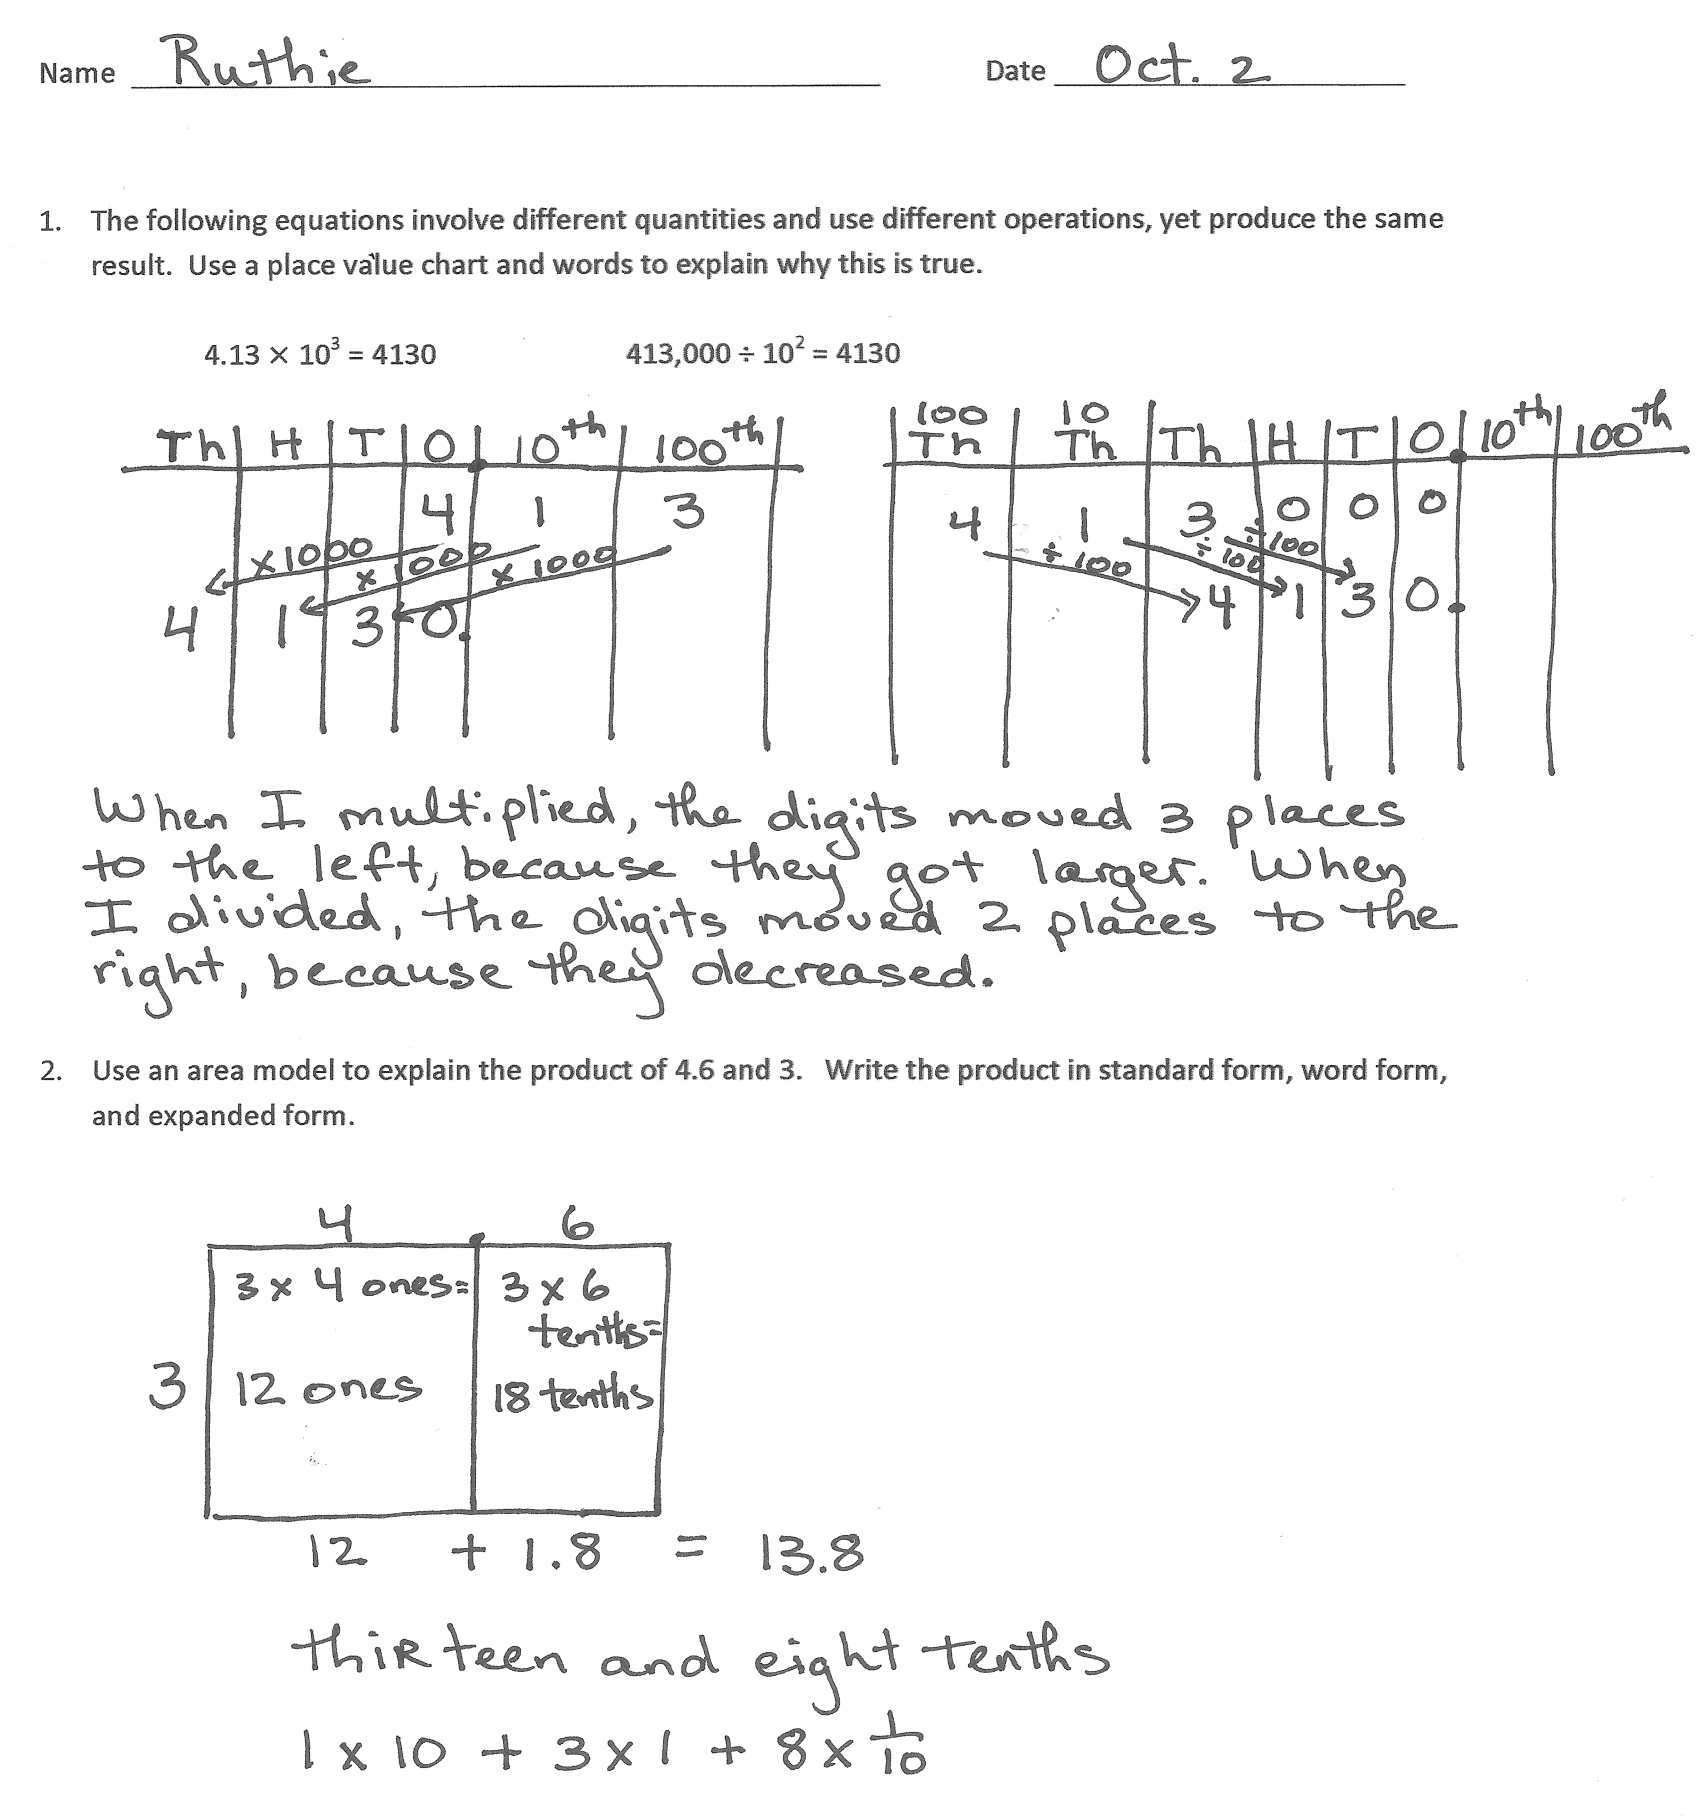 Name Ruthie Date Oct. 2
1. The following equations involve different quantities and use different operations, yet produce the same
result. Use a place value chart and words to explain why this is true.
4.13 × 10³ = 4130 413,000 ÷ 10² = 4130
Th H T O . 10th 100th
4 1 3
×1000 ×1000 ×1000
4 1 3 0.
100 Th 10 Th Th H T O . 10th 100th
4 1 3 0 0 0
÷100 ÷100 ÷100
4 1 3 0.
When I multiplied, the digits moved 3 places
to the left, because they got larger. When
I divided, the digits moved 2 places to the
right, because they decreased.
2. Use an area model to explain the product of 4.6 and 3. Write the product in standard form, word form,
and expanded form.
4 . 6
3 x 4 ones= 3 x 6
tenths=
3 12 ones 18 tenths
12 + 1.8 = 13.8
thirteen and eight tenths
1 x 10 + 3 x 1 + 8 x 1/10